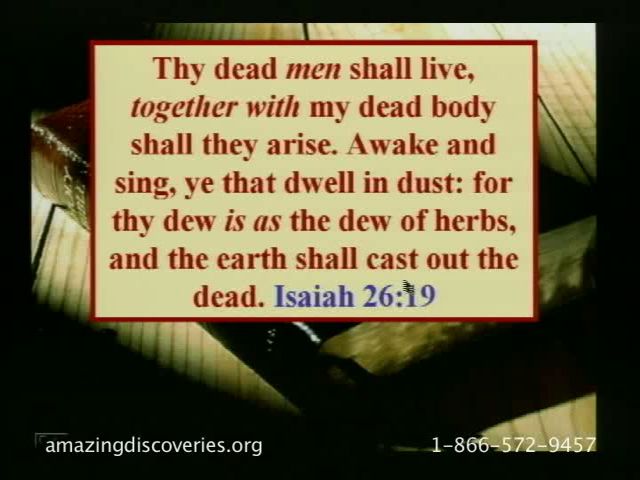 Thy dead men shall live,
together with my dead body
shall they arise. Awake and
sing, ye that dwell in dust: for
thy dew is as the dew of herbs,
and the earth shall cast out the
dead. Isaiah 26:19
amazingdiscoveries.org
1-866-572-9457